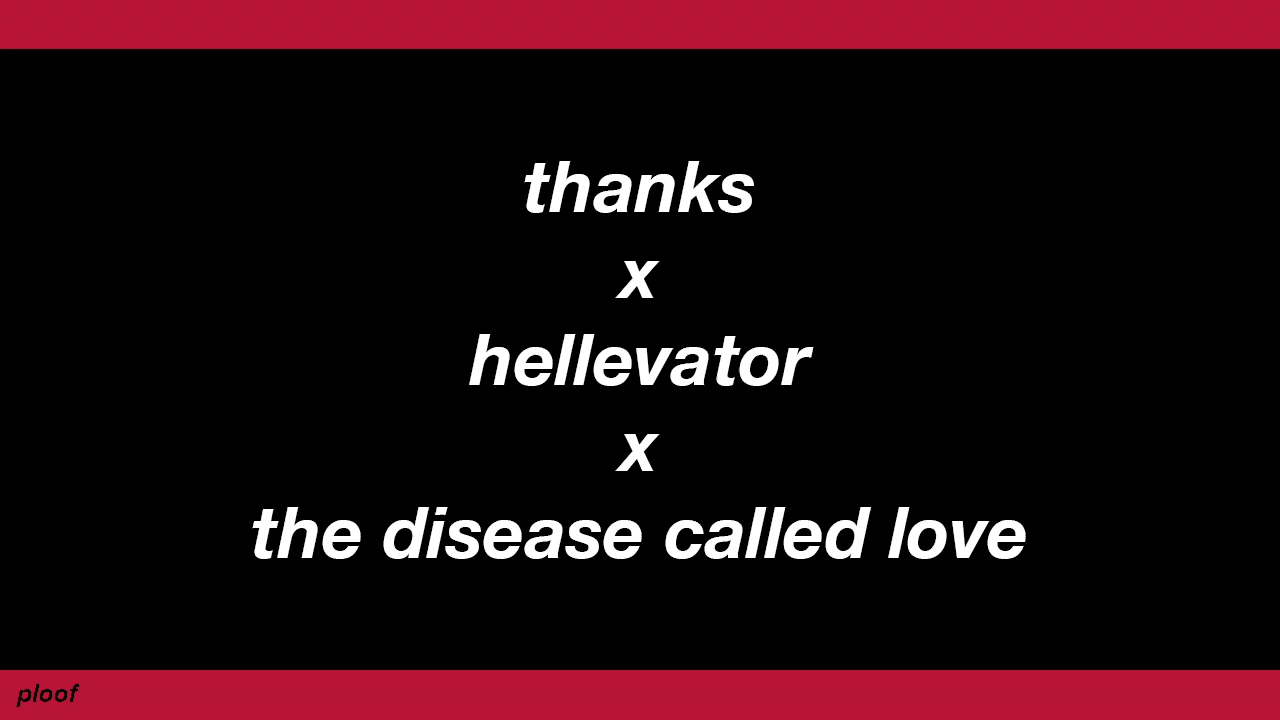 thanks
x
hellevator
x
the disease called love
ploof